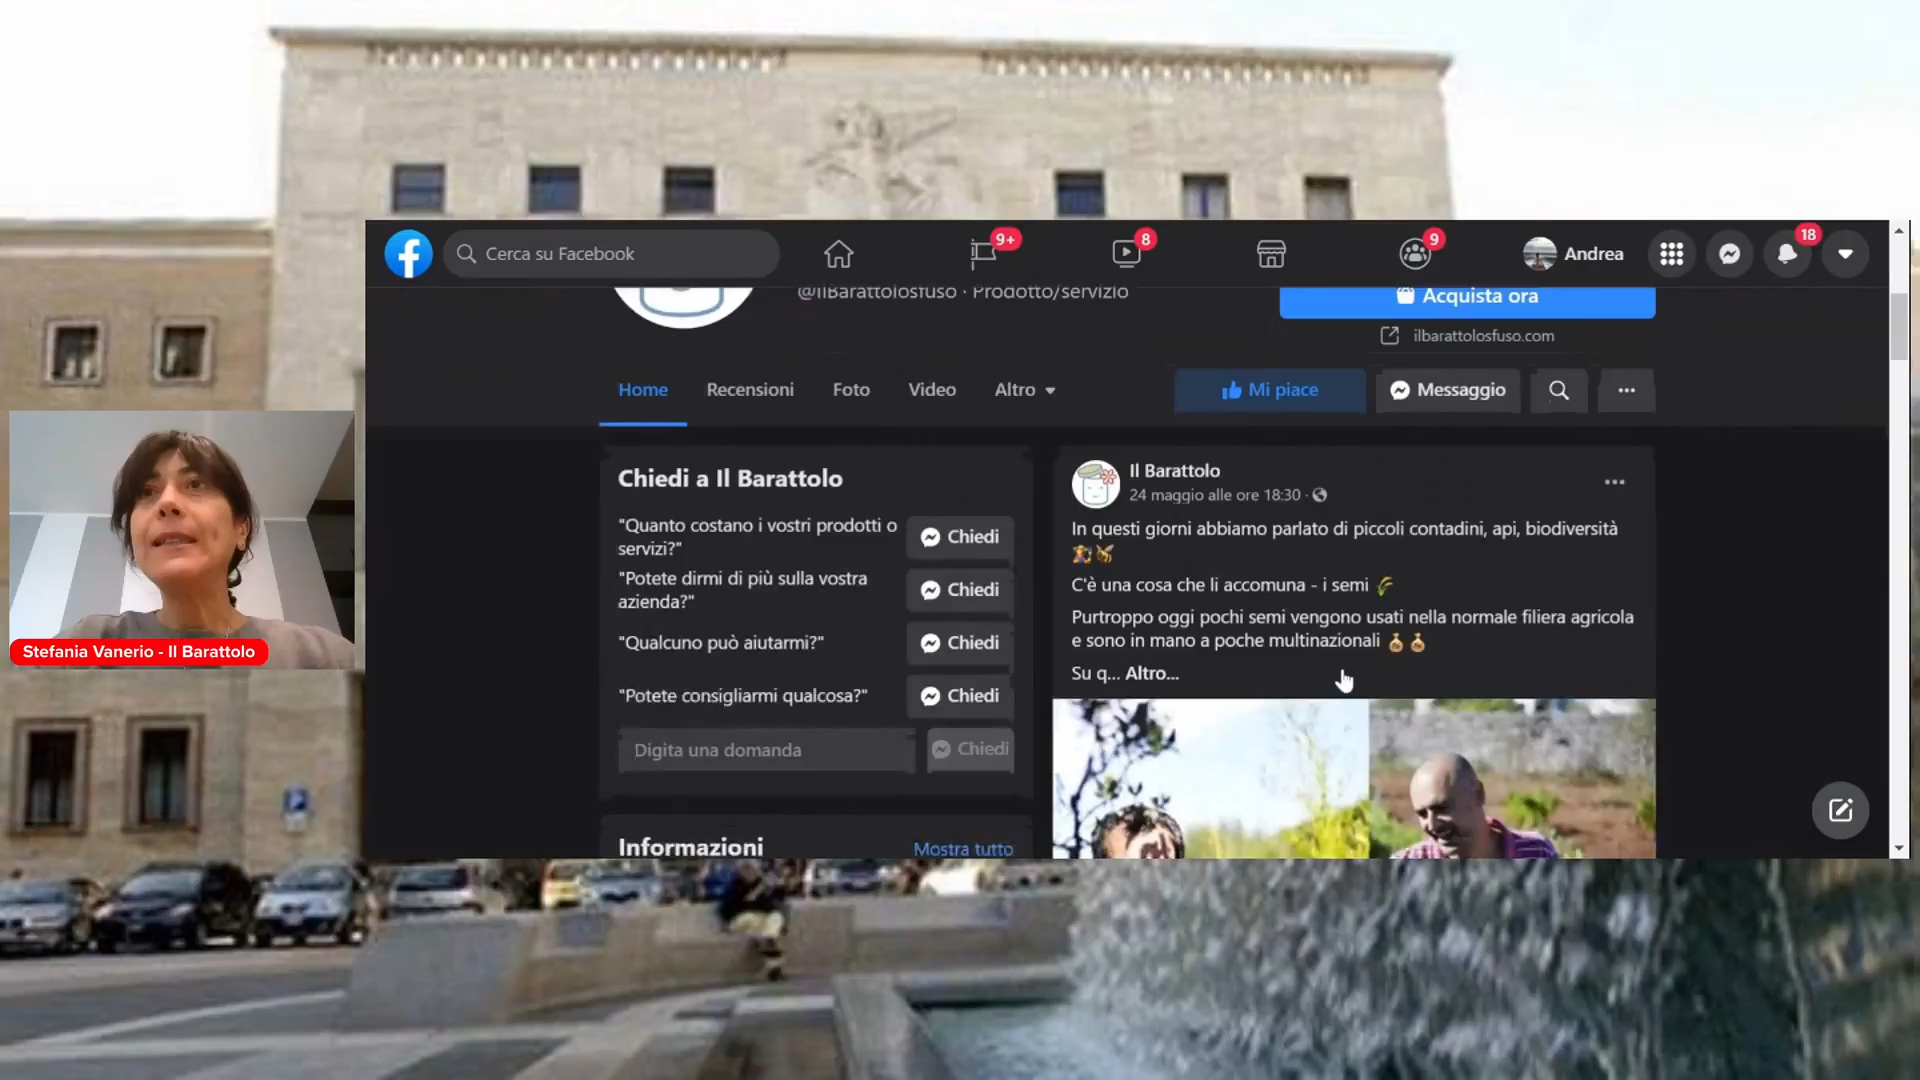 Cerca su Facebook
9+
8
9
Andrea
18
@IlBarattolosfuso · Prodotto/servizio
Acquista ora
ilbarattolosfuso.com
Home
Recensioni
Foto
Video
Altro
Mi piace
Messaggio
Chiedi a Il Barattolo
"Quanto costano i vostri prodotti o
servizi?"
Chiedi
"Potete dirmi di più sulla vostra
azienda?"
Chiedi
"Qualcuno può aiutarmi?"
Chiedi
"Potete consigliarmi qualcosa?"
Chiedi
Digita una domanda
Chiedi
Informazioni
Mostra tutto
Il Barattolo
24 maggio alle ore 18:30 ·
In questi giorni abbiamo parlato di piccoli contadini, api, biodiversità
👩‍🌾🐝
C'è una cosa che li accomuna - i semi 🌾
Purtroppo oggi pochi semi vengono usati nella normale filiera agricola
e sono in mano a poche multinazionali 💰💰
Su q... Altro...
Stefania Vanerio - Il Barattolo